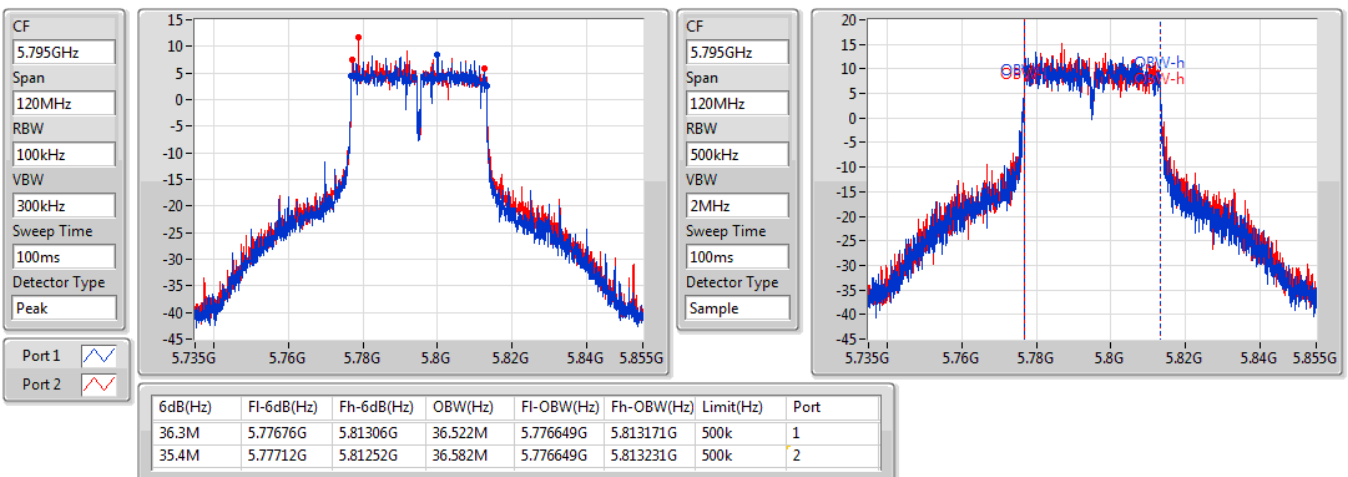 CF
5.795GHz
Span
120MHz
RBW
100kHz
VBW
300kHz
Sweep Time
100ms
Detector Type
Peak
Port 1
Port 2
15
10
5
0
-5
-10
-15
-20
-25
-30
-35
-40
-45
5.735G 5.76G 5.78G 5.8G 5.82G 5.84G 5.855G
CF
5.795GHz
Span
120MHz
RBW
500kHz
VBW
2MHz
Sweep Time
100ms
Detector Type
Sample
20
15
10
5
0
-5
-10
-15
-20
-25
-30
-35
-40
-45
OBW-h
5.735G 5.76G 5.78G 5.8G 5.82G 5.84G 5.855G
6dB(Hz) Fl-6dB(Hz) Fh-6dB(Hz) OBW(Hz) Fl-OBW(Hz) Fh-OBW(Hz) Limit(Hz) Port
36.3M 5.77676G 5.81306G 36.522M 5.776649G 5.813171G 500k 1
35.4M 5.77712G 5.81252G 36.582M 5.776649G 5.813231G 500k 2